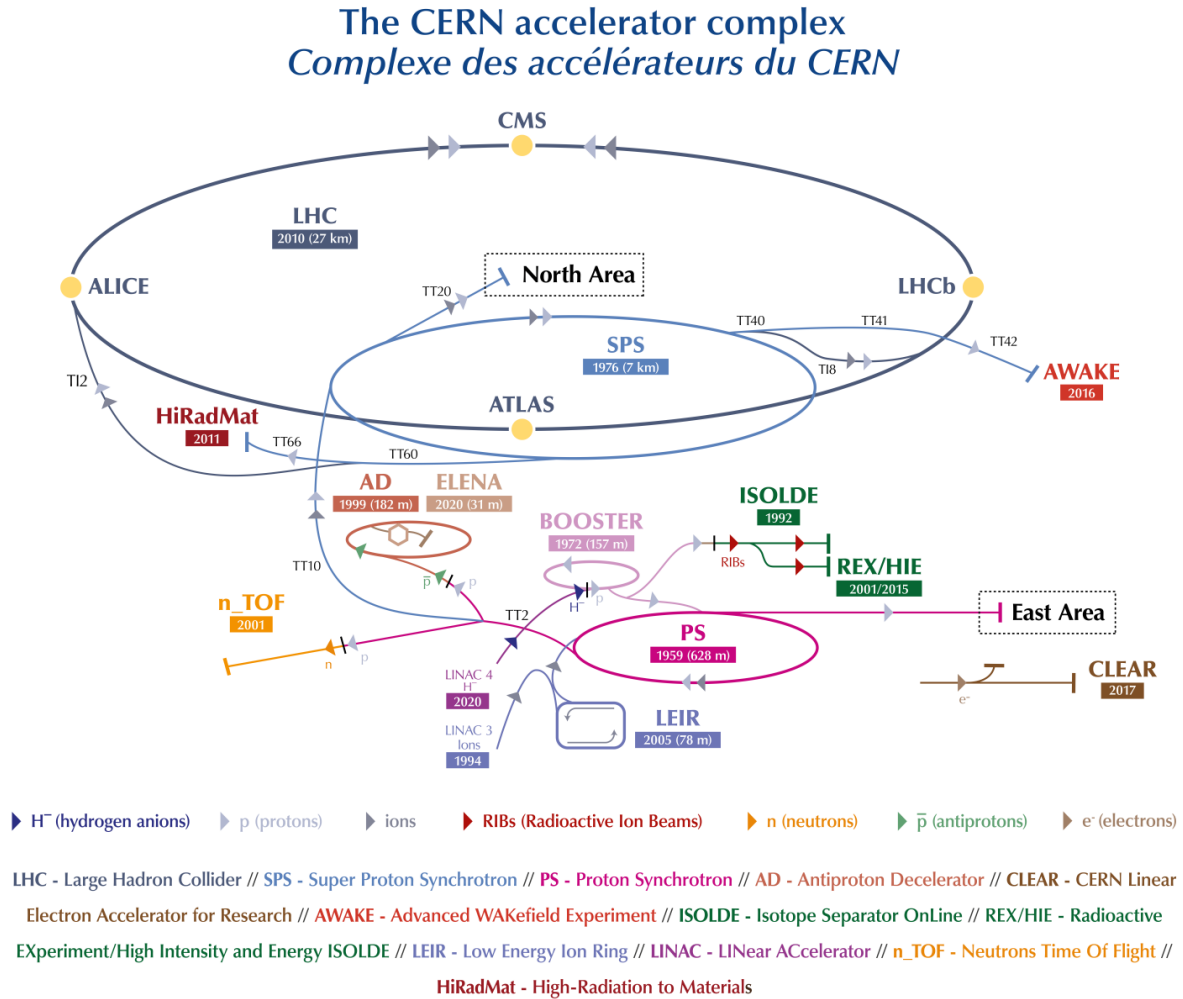 The CERN accelerator complex
Complexe des accélérateurs du CERN
CMS
LHC
2010 (27 km)
North Area
ALICE
LHCb
TT20
TT40
TT41
SPS
1976 (7 km)
TT42
TI8
AWAKE
2016
TI2
ATLAS
HiRadMat
2011
TT66
TT60
AD
1999 (182 m)
ELENA
2020 (31 m)
ISOLDE
1992
BOOSTER
1972 (157 m)
RIBs
REX/HIE
2001/2015
TT10
p̅
p
H⁻
p
n_TOF
2001
TT2
East Area
PS
1959 (628 m)
n
p
LINAC 4
H⁻
2020
CLEAR
2017
e⁻
LEIR
2005 (78 m)
LINAC 3
Ions
1994
H⁻ (hydrogen anions)
p (protons)
ions
RIBs (Radioactive Ion Beams)
n (neutrons)
p̅ (antiprotons)
e⁻ (electrons)
LHC - Large Hadron Collider // SPS - Super Proton Synchrotron // PS - Proton Synchrotron // AD - Antiproton Decelerator // CLEAR - CERN Linear
Electron Accelerator for Research // AWAKE - Advanced WAKefield Experiment // ISOLDE - Isotope Separator OnLine // REX/HIE - Radioactive
EXperiment/High Intensity and Energy ISOLDE // LEIR - Low Energy Ion Ring // LINAC - LINear ACcelerator // n_TOF - Neutrons Time Of Flight //
HiRadMat - High-Radiation to Materials